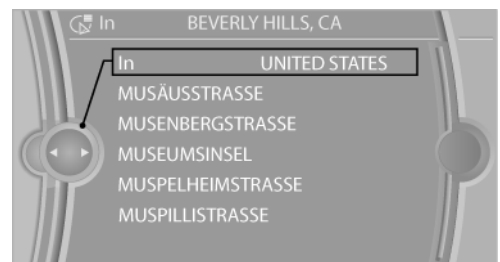 In BEVERLY HILLS, CA
In UNITED STATES
MUSÄUSSTRASSE
MUSENBERGSTRASSE
MUSEUMSINSEL
MUSPELHEIMSTRASSE
MUSPILLISTRASSE